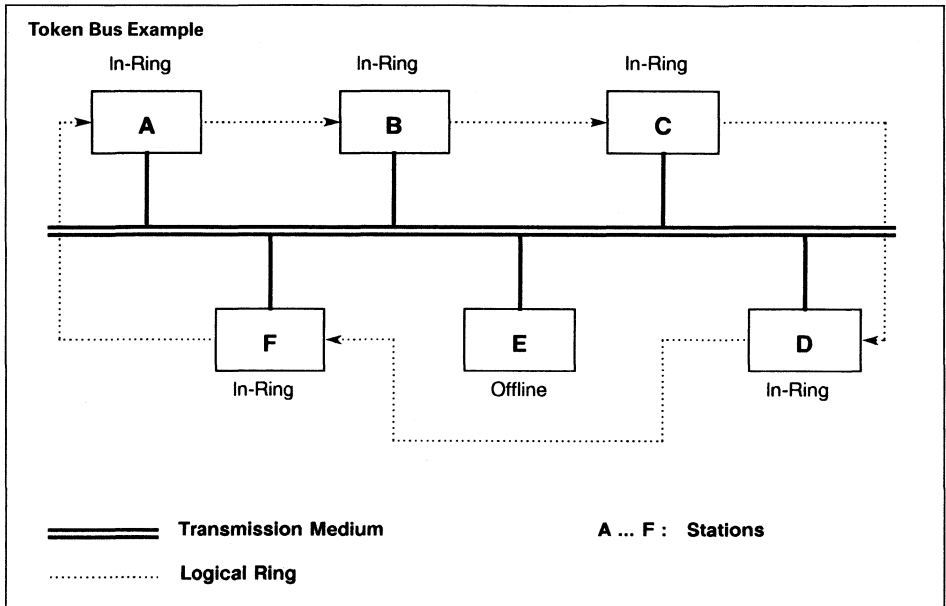 Token Bus Example
In-Ring In-Ring In-Ring
A B C
F E D
In-Ring Offline In-Ring
Transmission Medium A ... F : Stations
Logical Ring